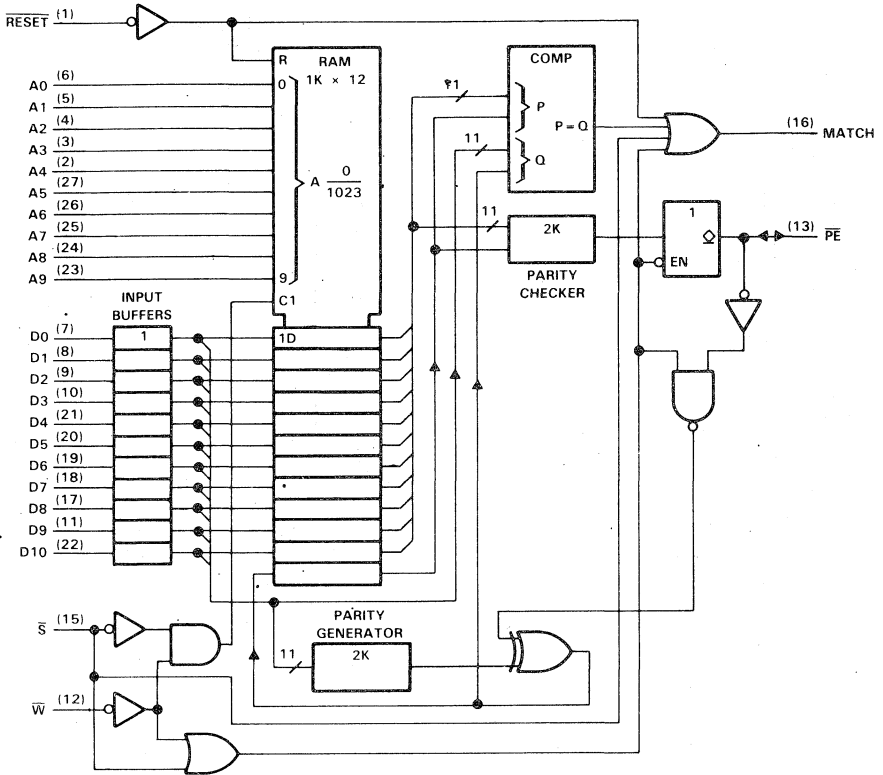 RESET (1)
R RAM
1K × 12
COMP
A0 (6)
0
A1 (5)
A2 (4)
A3 (3)
A4 (2)
A5 (27)
A6 (26)
A7 (25)
A8 (24)
A9 (23)
9
A 0
1023
C1
11
P
P = Q
11
Q
(16) MATCH
11
2K
PARITY
CHECKER
1
EN
(13) PE
INPUT
BUFFERS
D0 (7)
1
1D
D1 (8)
D2 (9)
D3 (10)
D4 (21)
D5 (20)
D6 (19)
D7 (18)
D8 (17)
D9 (11)
D10 (22)
S (15)
PARITY
GENERATOR
11
2K
W (12)